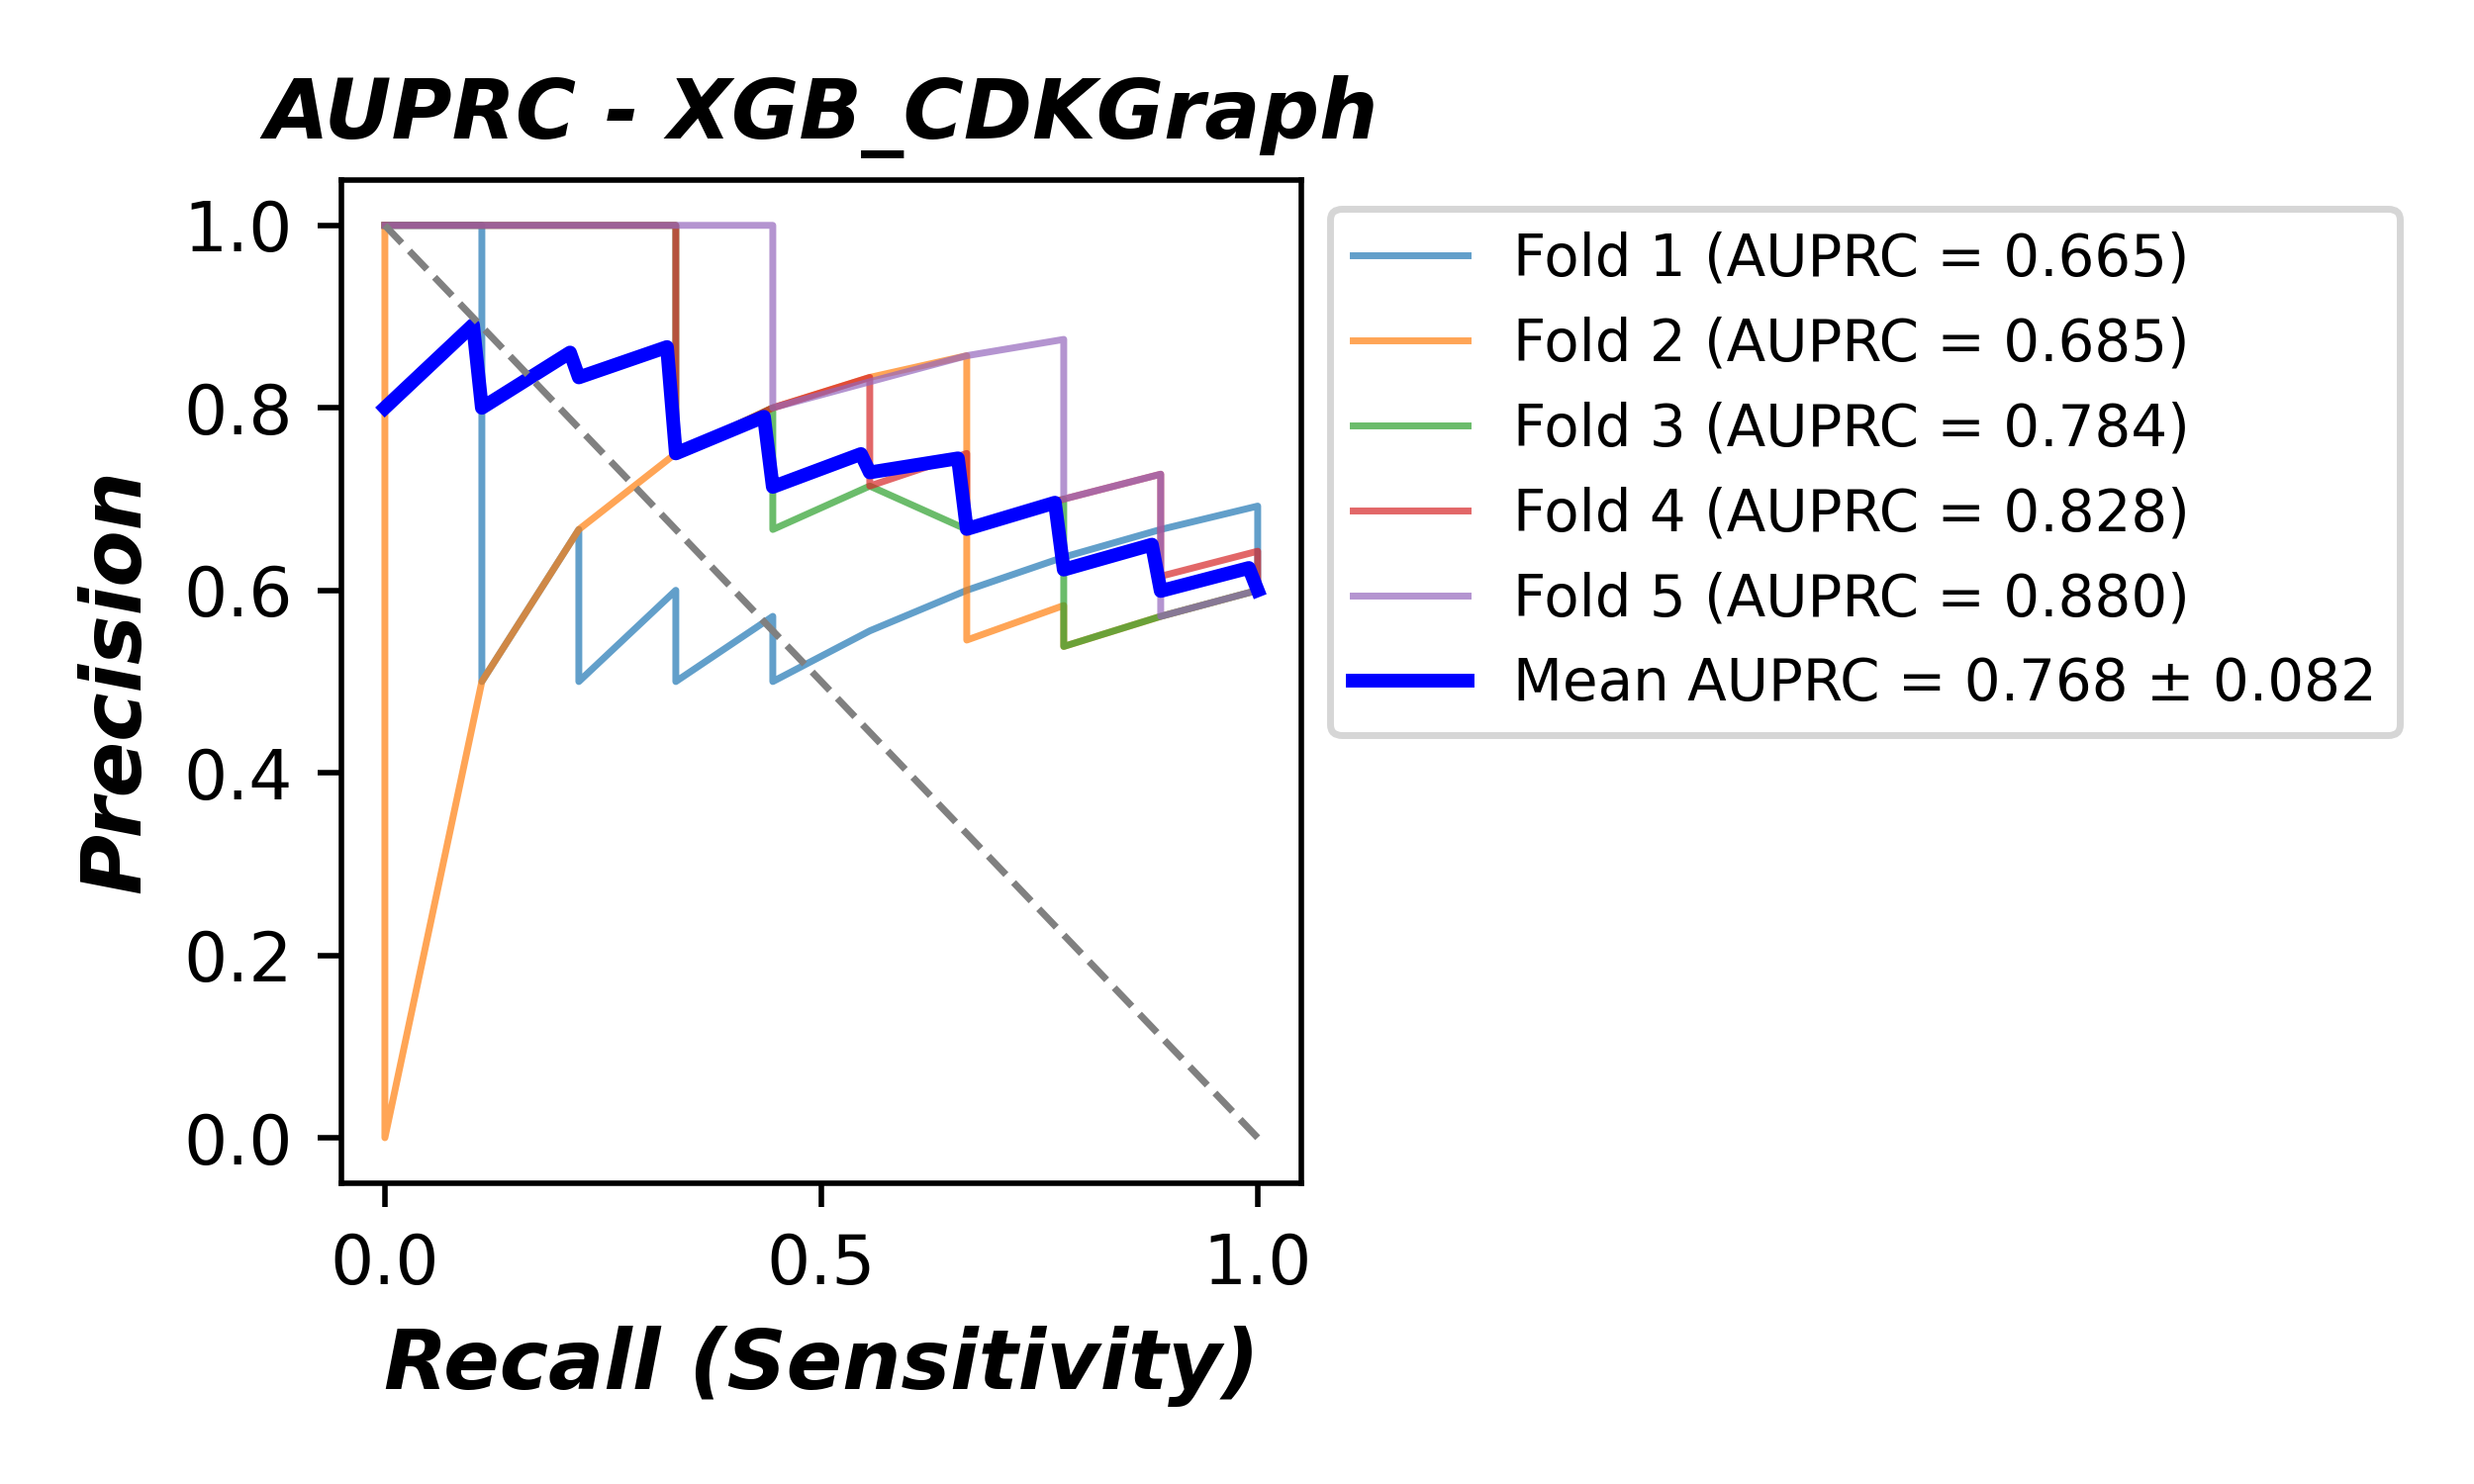 AUPRC - XGB_CDKGraph
Precision
1.0
0.8
0.6
0.4
0.2
0.0
0.0 0.5 1.0
Recall (Sensitivity)
Fold 1 (AUPRC = 0.665)
Fold 2 (AUPRC = 0.685)
Fold 3 (AUPRC = 0.784)
Fold 4 (AUPRC = 0.828)
Fold 5 (AUPRC = 0.880)
Mean AUPRC = 0.768 ± 0.082